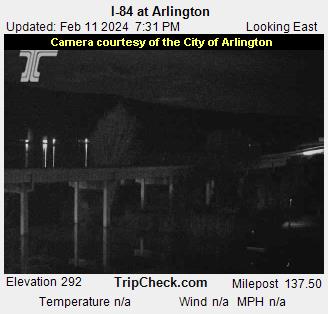 I-84 at Arlington
Updated: Feb 11 2024 7:31 PM Looking East
Camera courtesy of the City of Arlington
Elevation 292 TripCheck.com Milepost 137.50
Temperature n/a Wind n/a MPH n/a